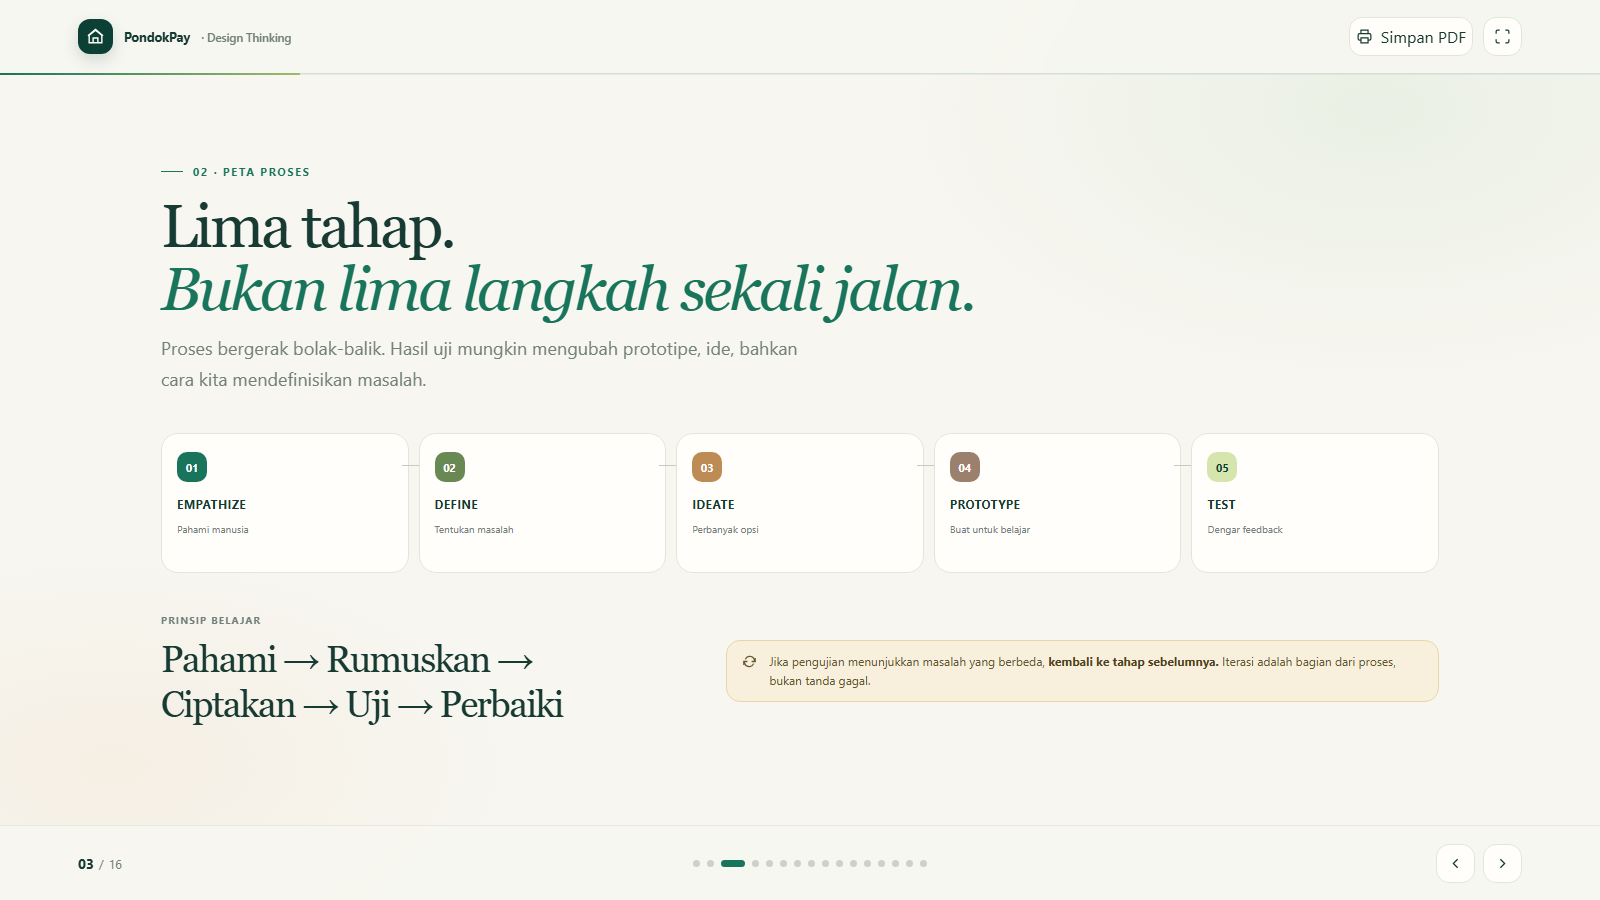 PondokPay · Design Thinking
Simpan PDF
02 · PETA PROSES
Lima tahap.
Bukan lima langkah sekali jalan.
Proses bergerak bolak-balik. Hasil uji mungkin mengubah prototipe, ide, bahkan
cara kita mendefinisikan masalah.
01
EMPATHIZE
Pahami manusia
02
DEFINE
Tentukan masalah
03
IDEATE
Perbanyak opsi
04
PROTOTYPE
Buat untuk belajar
05
TEST
Dengar feedback
PRINSIP BELAJAR
Pahami → Rumuskan →
Ciptakan → Uji → Perbaiki
Jika pengujian menunjukkan masalah yang berbeda, kembali ke tahap sebelumnya. Iterasi adalah bagian dari proses,
bukan tanda gagal.
03 / 16